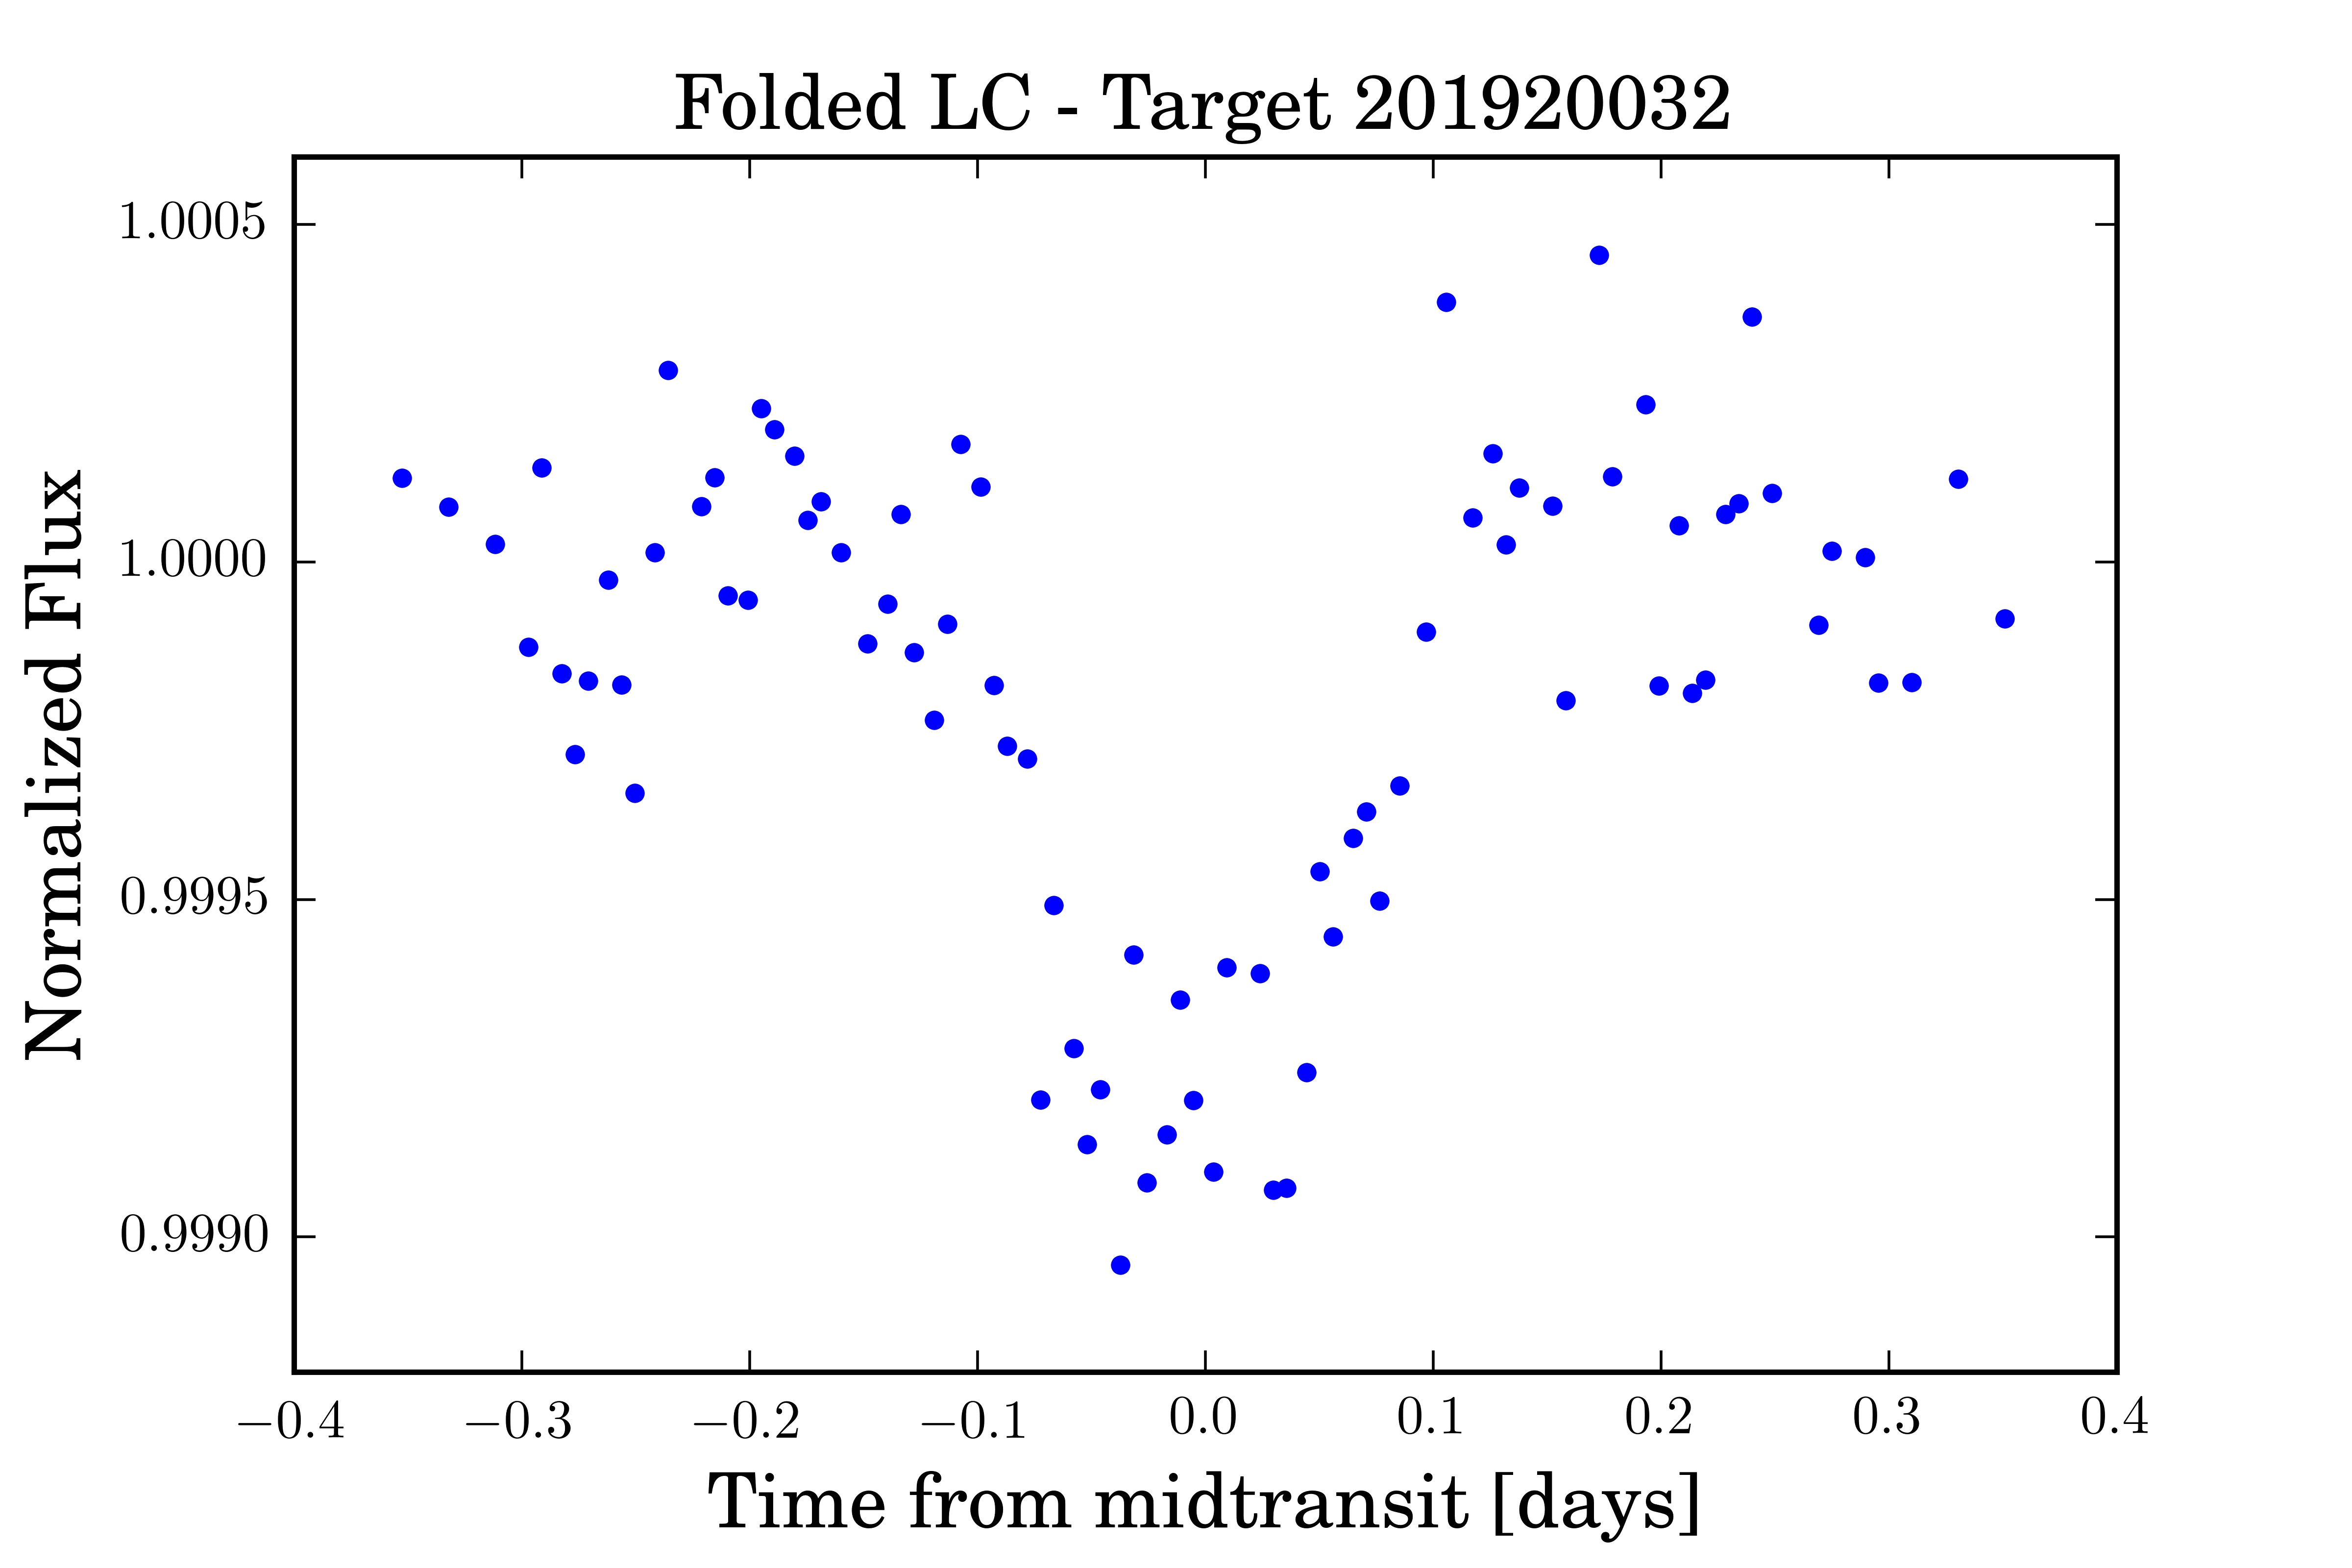 Folded LC - Target 201920032
1.0005
1.0000
0.9995
0.9990
Normalized Flux
−0.4 −0.3 −0.2 −0.1 0.0 0.1 0.2 0.3 0.4
Time from midtransit [days]